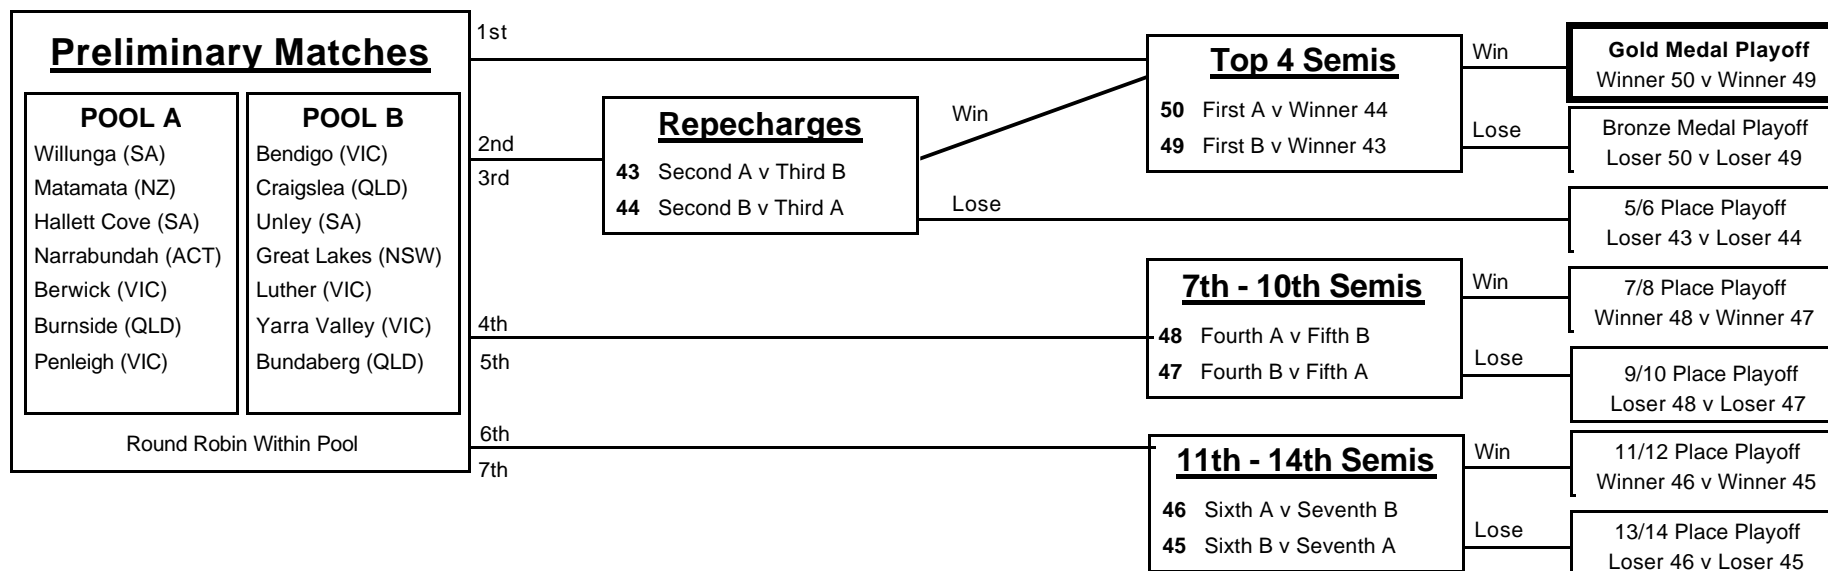 Preliminary Matches
POOL A
Willunga (SA)
Matamata (NZ)
Hallett Cove (SA)
Narrabundah (ACT)
Berwick (VIC)
Burnside (QLD)
Penleigh (VIC)
POOL B
Bendigo (VIC)
Craigslea (QLD)
Unley (SA)
Great Lakes (NSW)
Luther (VIC)
Yarra Valley (VIC)
Bundaberg (QLD)
Round Robin Within Pool
1st
2nd
3rd
4th
5th
6th
7th
Repecharges
43 Second A v Third B
44 Second B v Third A
Win
Lose
Top 4 Semis
50 First A v Winner 44
49 First B v Winner 43
Win
Lose
7th - 10th Semis
48 Fourth A v Fifth B
47 Fourth B v Fifth A
Win
Lose
11th - 14th Semis
46 Sixth A v Seventh B
45 Sixth B v Seventh A
Win
Lose
Gold Medal Playoff
Winner 50 v Winner 49
Bronze Medal Playoff
Loser 50 v Loser 49
5/6 Place Playoff
Loser 43 v Loser 44
7/8 Place Playoff
Winner 48 v Winner 47
9/10 Place Playoff
Loser 48 v Loser 47
11/12 Place Playoff
Winner 46 v Winner 45
13/14 Place Playoff
Loser 46 v Loser 45